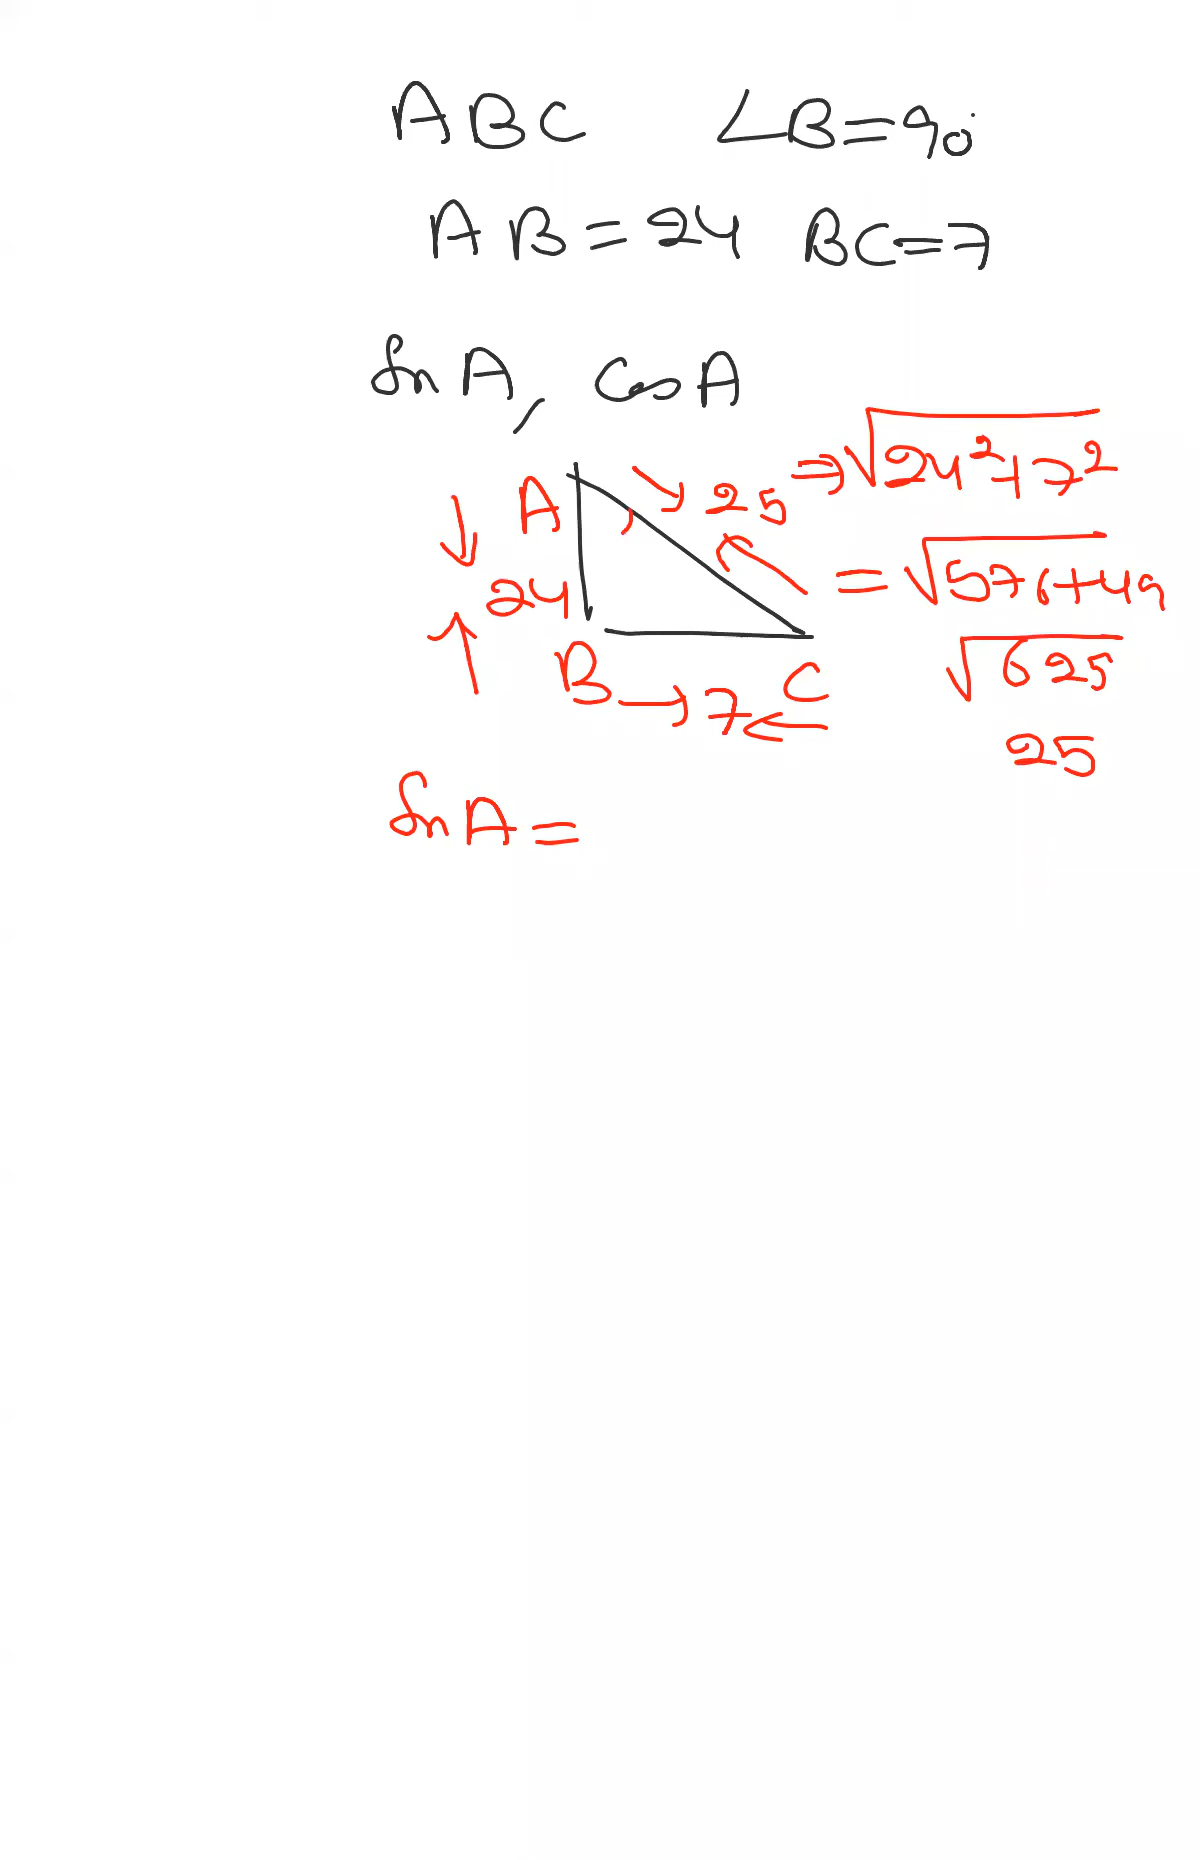 ABC ∠B=90°
AB=24 BC=7
Sin A, Cos A
A 25 ⇒ √24²+7²
24 = √576+49
B → 7 ← C √625
25
Sin A =